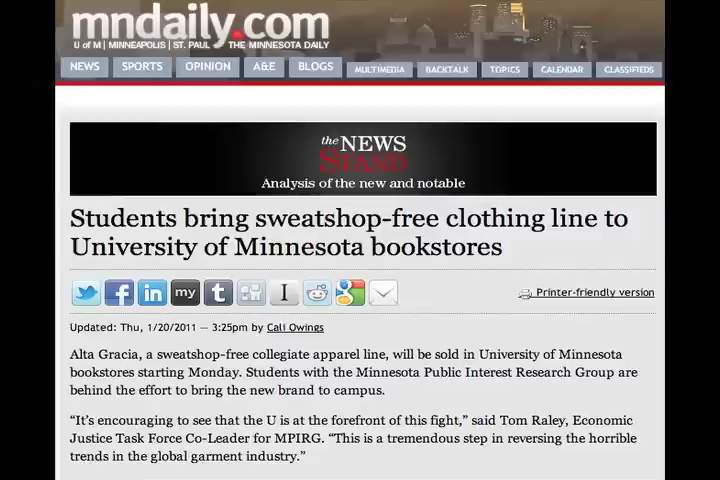 mndaily.com
U of M | MINNEAPOLIS | ST. PAUL THE MINNESOTA DAILY
NEWS SPORTS OPINION A&E BLOGS MULTIMEDIA BACKTALK TOPICS CALENDAR CLASSIFIEDS
the NEWS
STAND
Analysis of the new and notable
Students bring sweatshop-free clothing line to
University of Minnesota bookstores
f in my t I Printer-friendly version
Updated: Thu, 1/20/2011 — 3:25pm by Cali Owings
Alta Gracia, a sweatshop-free collegiate apparel line, will be sold in University of Minnesota
bookstores starting Monday. Students with the Minnesota Public Interest Research Group are
behind the effort to bring the new brand to campus.
“It’s encouraging to see that the U is at the forefront of this fight,” said Tom Raley, Economic
Justice Task Force Co-Leader for MPIRG. “This is a tremendous step in reversing the horrible
trends in the global garment industry.”